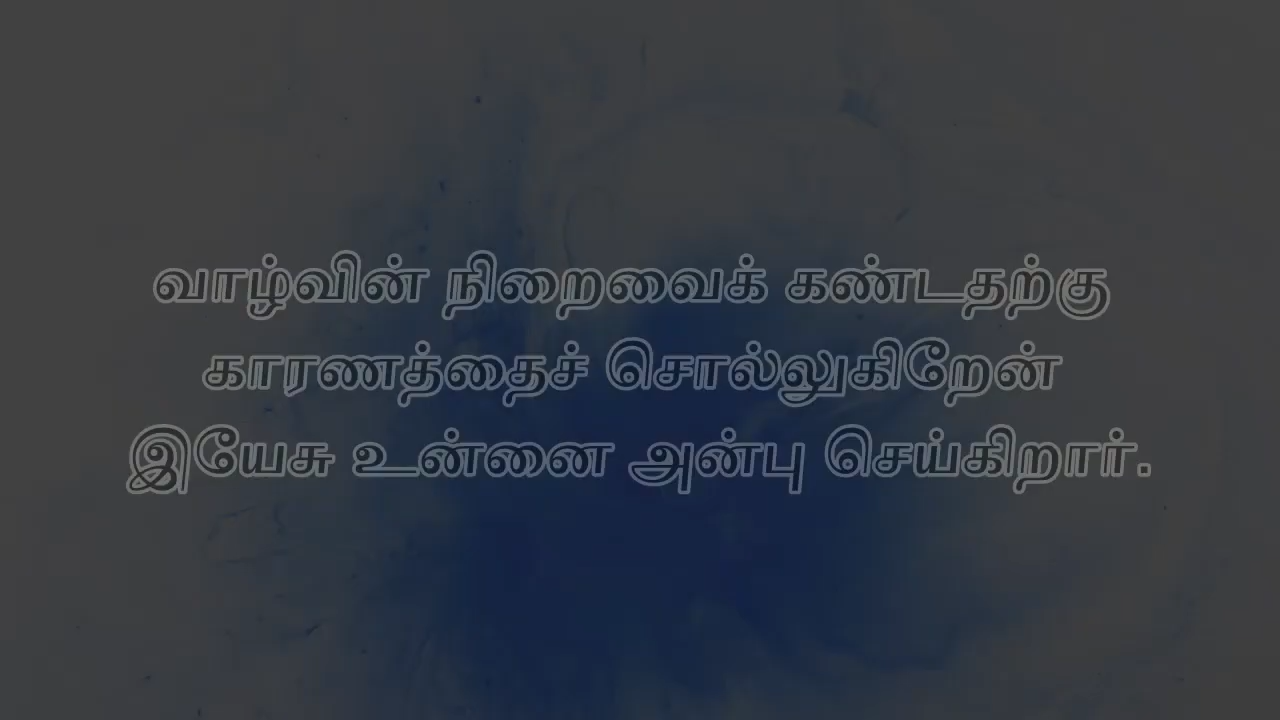 வாழ்வின் நிறைவைக் கண்டதற்கு
காரணத்தைச் சொல்லுகிறேன்
இயேசு உன்னை அன்பு செய்கிறார்.